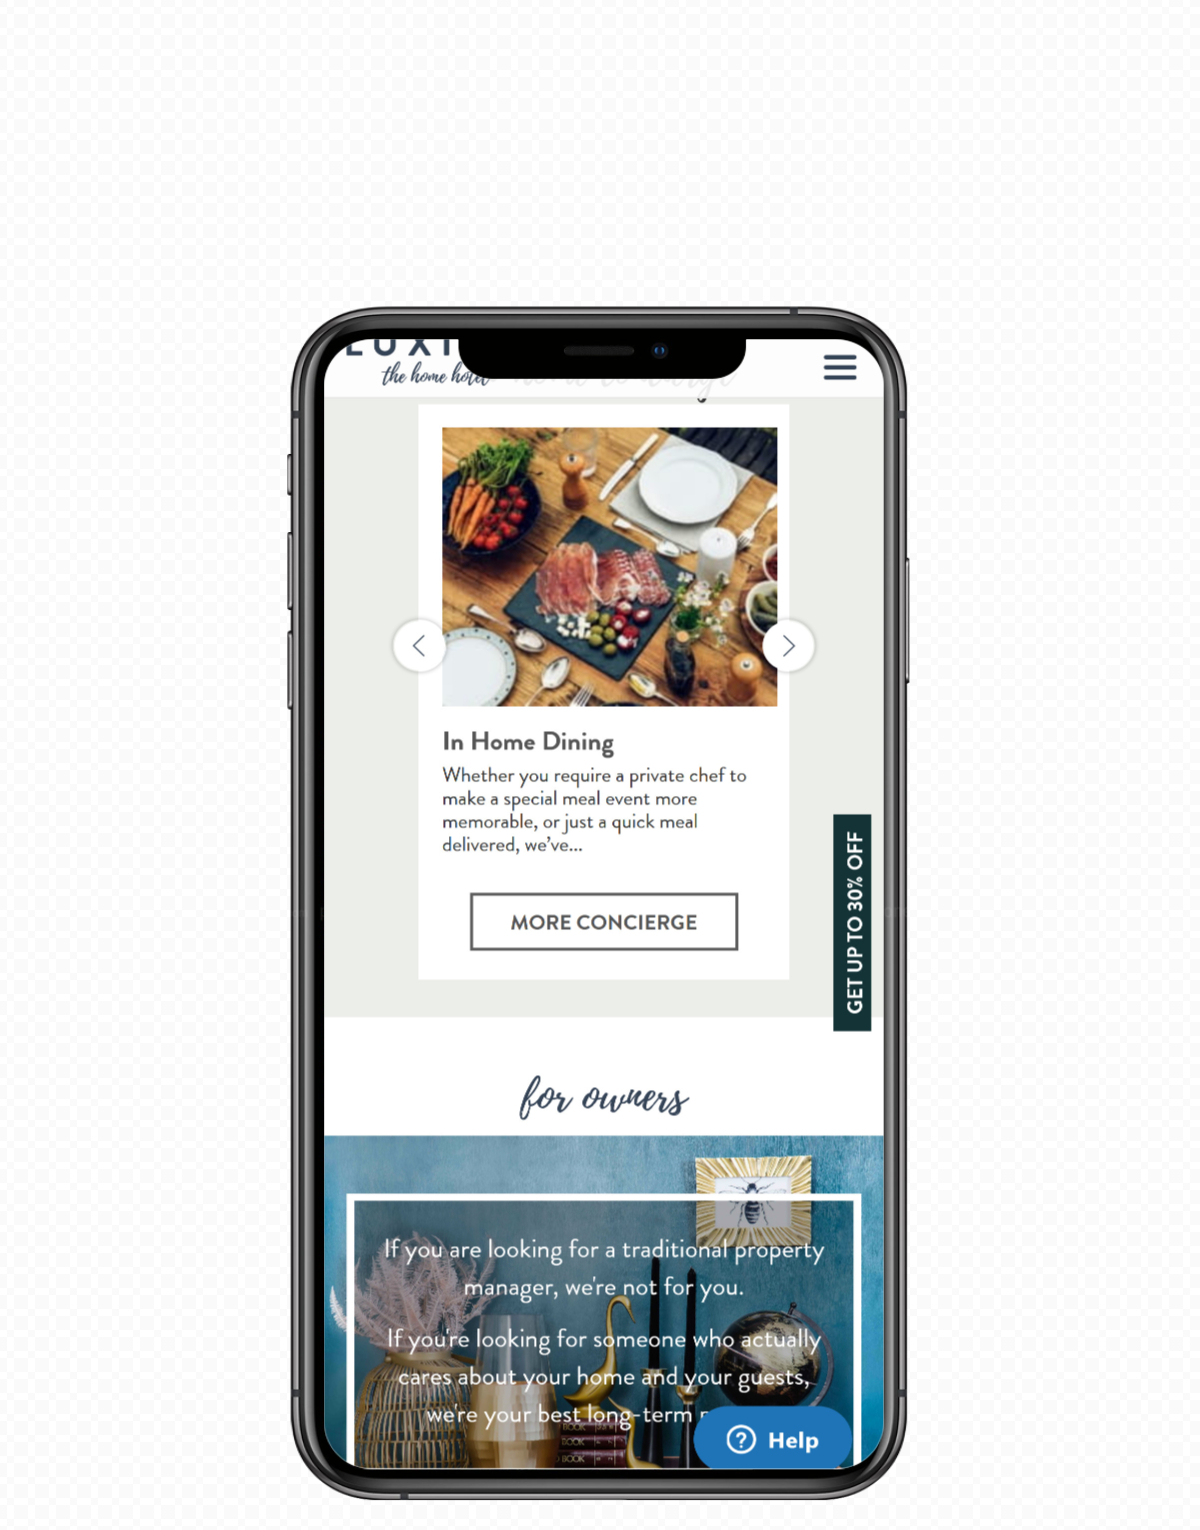 LUXI
the home hotel
In Home Dining
Whether you require a private chef to
make a special meal event more
memorable, or just a quick meal
delivered, we've...
MORE CONCIERGE
GET UP TO 30% OFF
for owners
If you are looking for a traditional property
manager, we're not for you.
If you're looking for someone who actually
cares about your home and your guests,
we're your best long-term
BOOK
BOOK
BOOK
Help